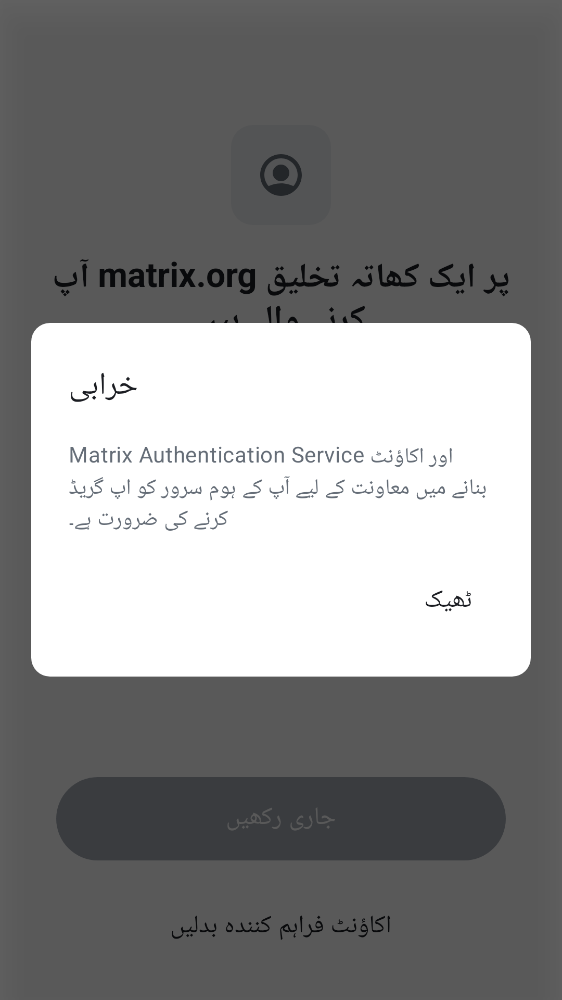 آپ matrix.org پر ایک کھاتہ تخلیق
خرابی
Matrix Authentication Service اور اکاؤنٹ
بنانے میں معاونت کے لیے آپ کے ہوم سرور کو اپ گریڈ
کرنے کی ضرورت ہے۔
ٹھیک
جاری رکھیں
اکاؤنٹ فراہم کنندہ بدلیں